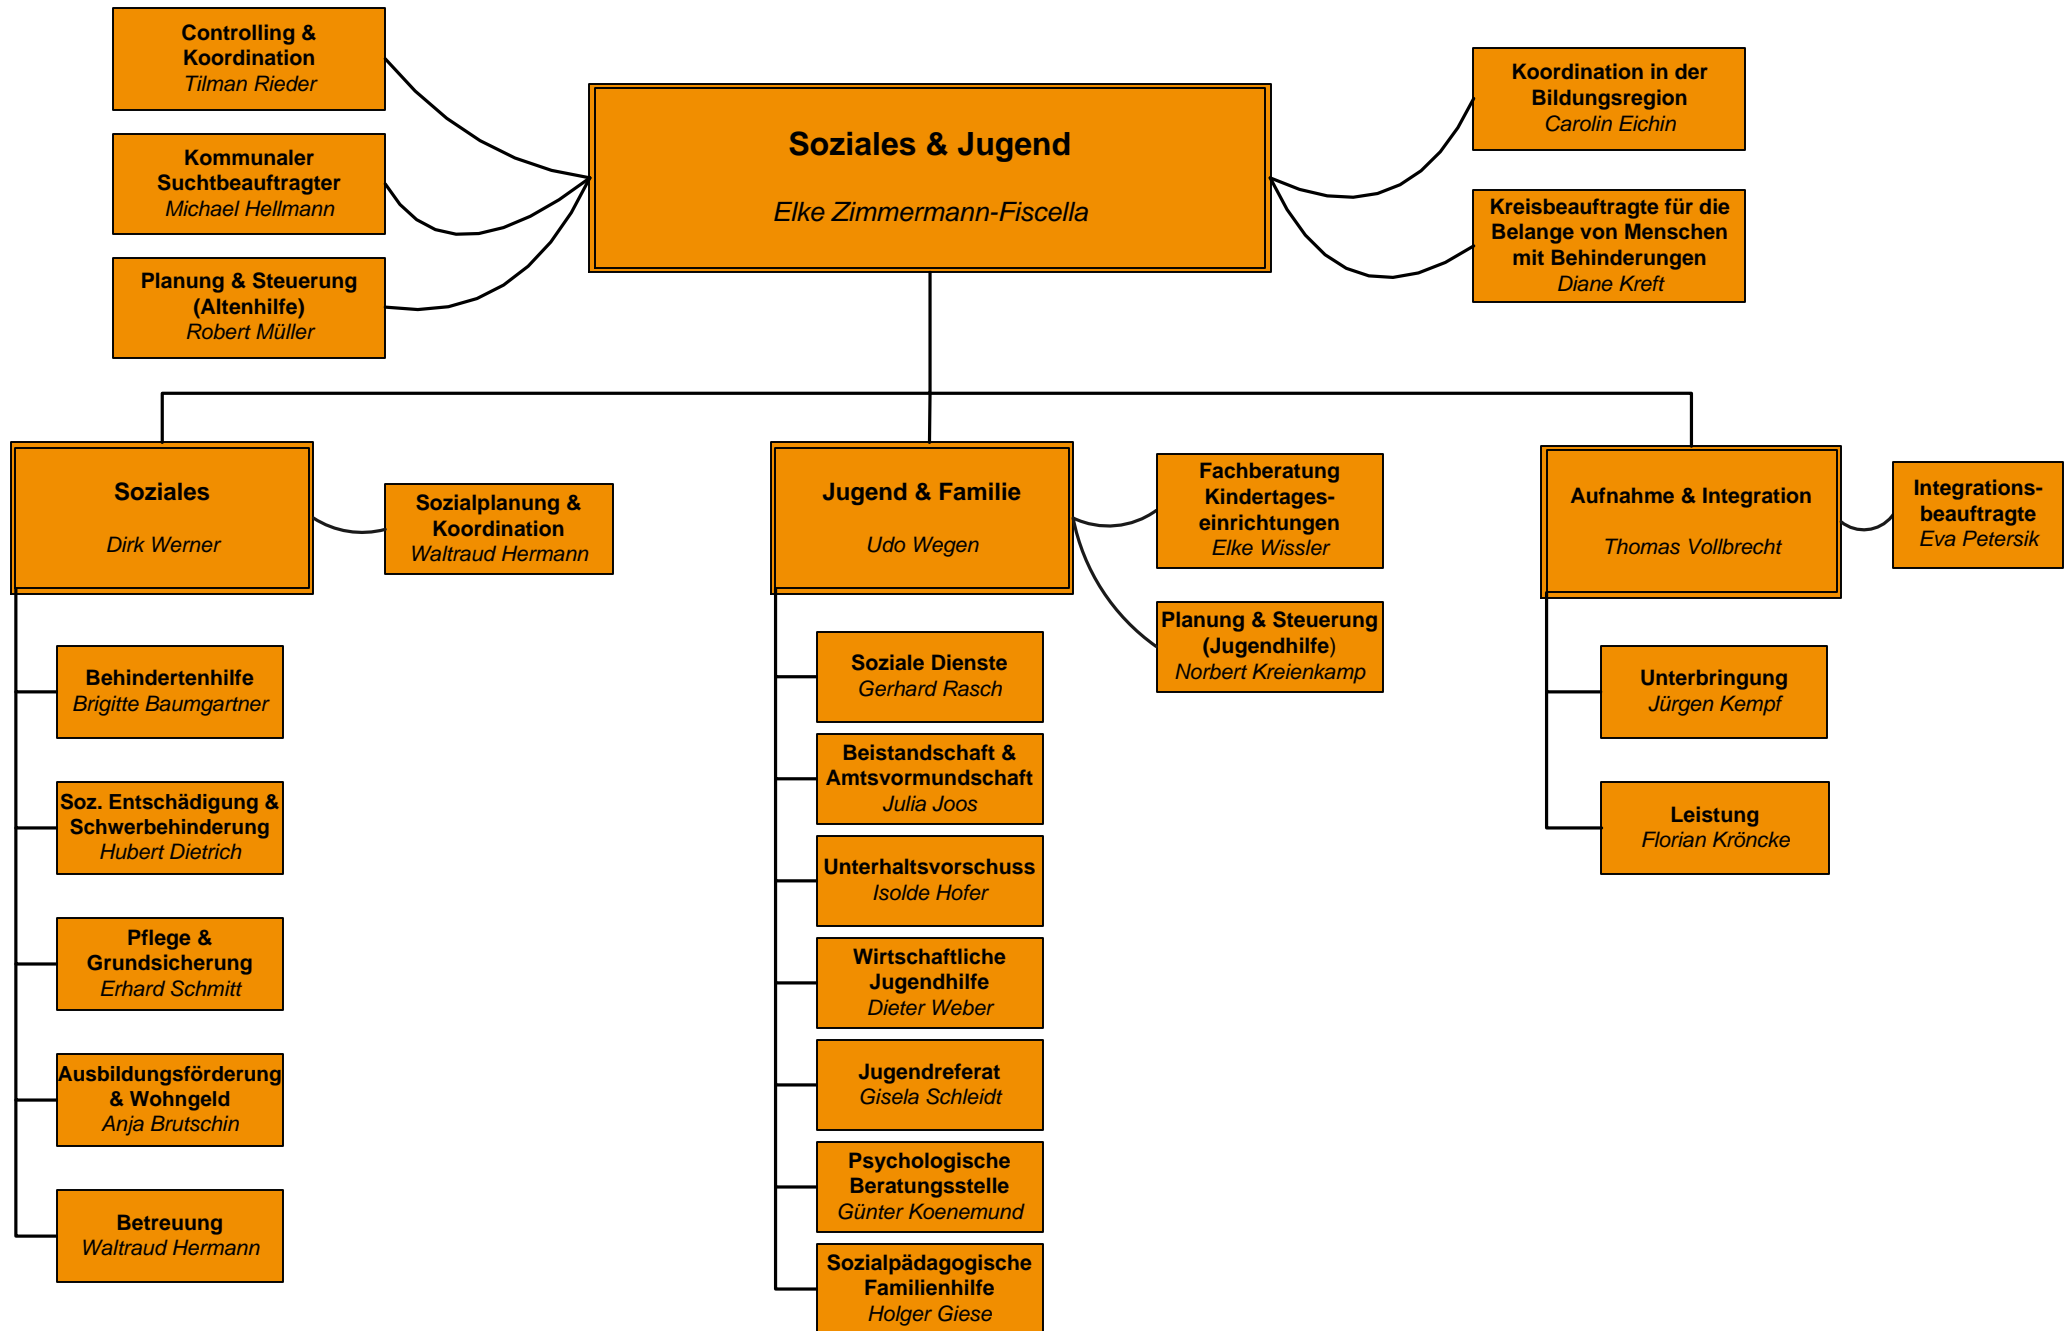 Controlling &
Koordination
Tilman Rieder
Kommunaler
Suchtbeauftragter
Michael Hellmann
Planung & Steuerung
(Altenhilfe)
Robert Müller
Soziales & Jugend
Elke Zimmermann-Fiscella
Koordination in der
Bildungsregion
Carolin Eichin
Kreisbeauftragte für die
Belange von Menschen
mit Behinderungen
Diane Kreft
Soziales
Dirk Werner
Sozialplanung &
Koordination
Waltraud Hermann
Behindertenhilfe
Brigitte Baumgartner
Soz. Entschädigung &
Schwerbehinderung
Hubert Dietrich
Pflege &
Grundsicherung
Erhard Schmitt
Ausbildungsförderung
& Wohngeld
Anja Brutschin
Betreuung
Waltraud Hermann
Jugend & Familie
Udo Wegen
Fachberatung
Kindertages-
einrichtungen
Elke Wissler
Planung & Steuerung
(Jugendhilfe)
Norbert Kreienkamp
Soziale Dienste
Gerhard Rasch
Beistandschaft &
Amtsvormundschaft
Julia Joos
Unterhaltsvorschuss
Isolde Hofer
Wirtschaftliche
Jugendhilfe
Dieter Weber
Jugendreferat
Gisela Schleidt
Psychologische
Beratungsstelle
Günter Koenemund
Sozialpädagogische
Familienhilfe
Holger Giese
Aufnahme & Integration
Thomas Vollbrecht
Integrations-
beauftragte
Eva Petersik
Unterbringung
Jürgen Kempf
Leistung
Florian Kröncke